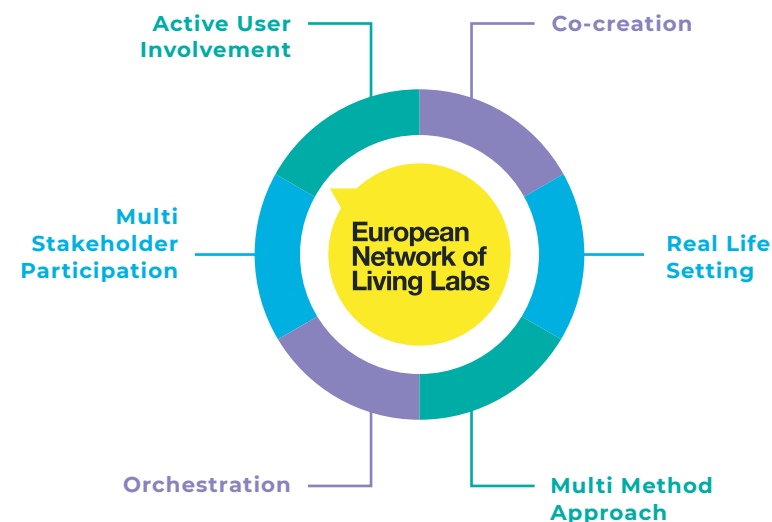 Active User
Involvement
Co-creation
Multi
Stakeholder
Participation
European
Network of
Living Labs
Real Life
Setting
Orchestration
Multi Method
Approach